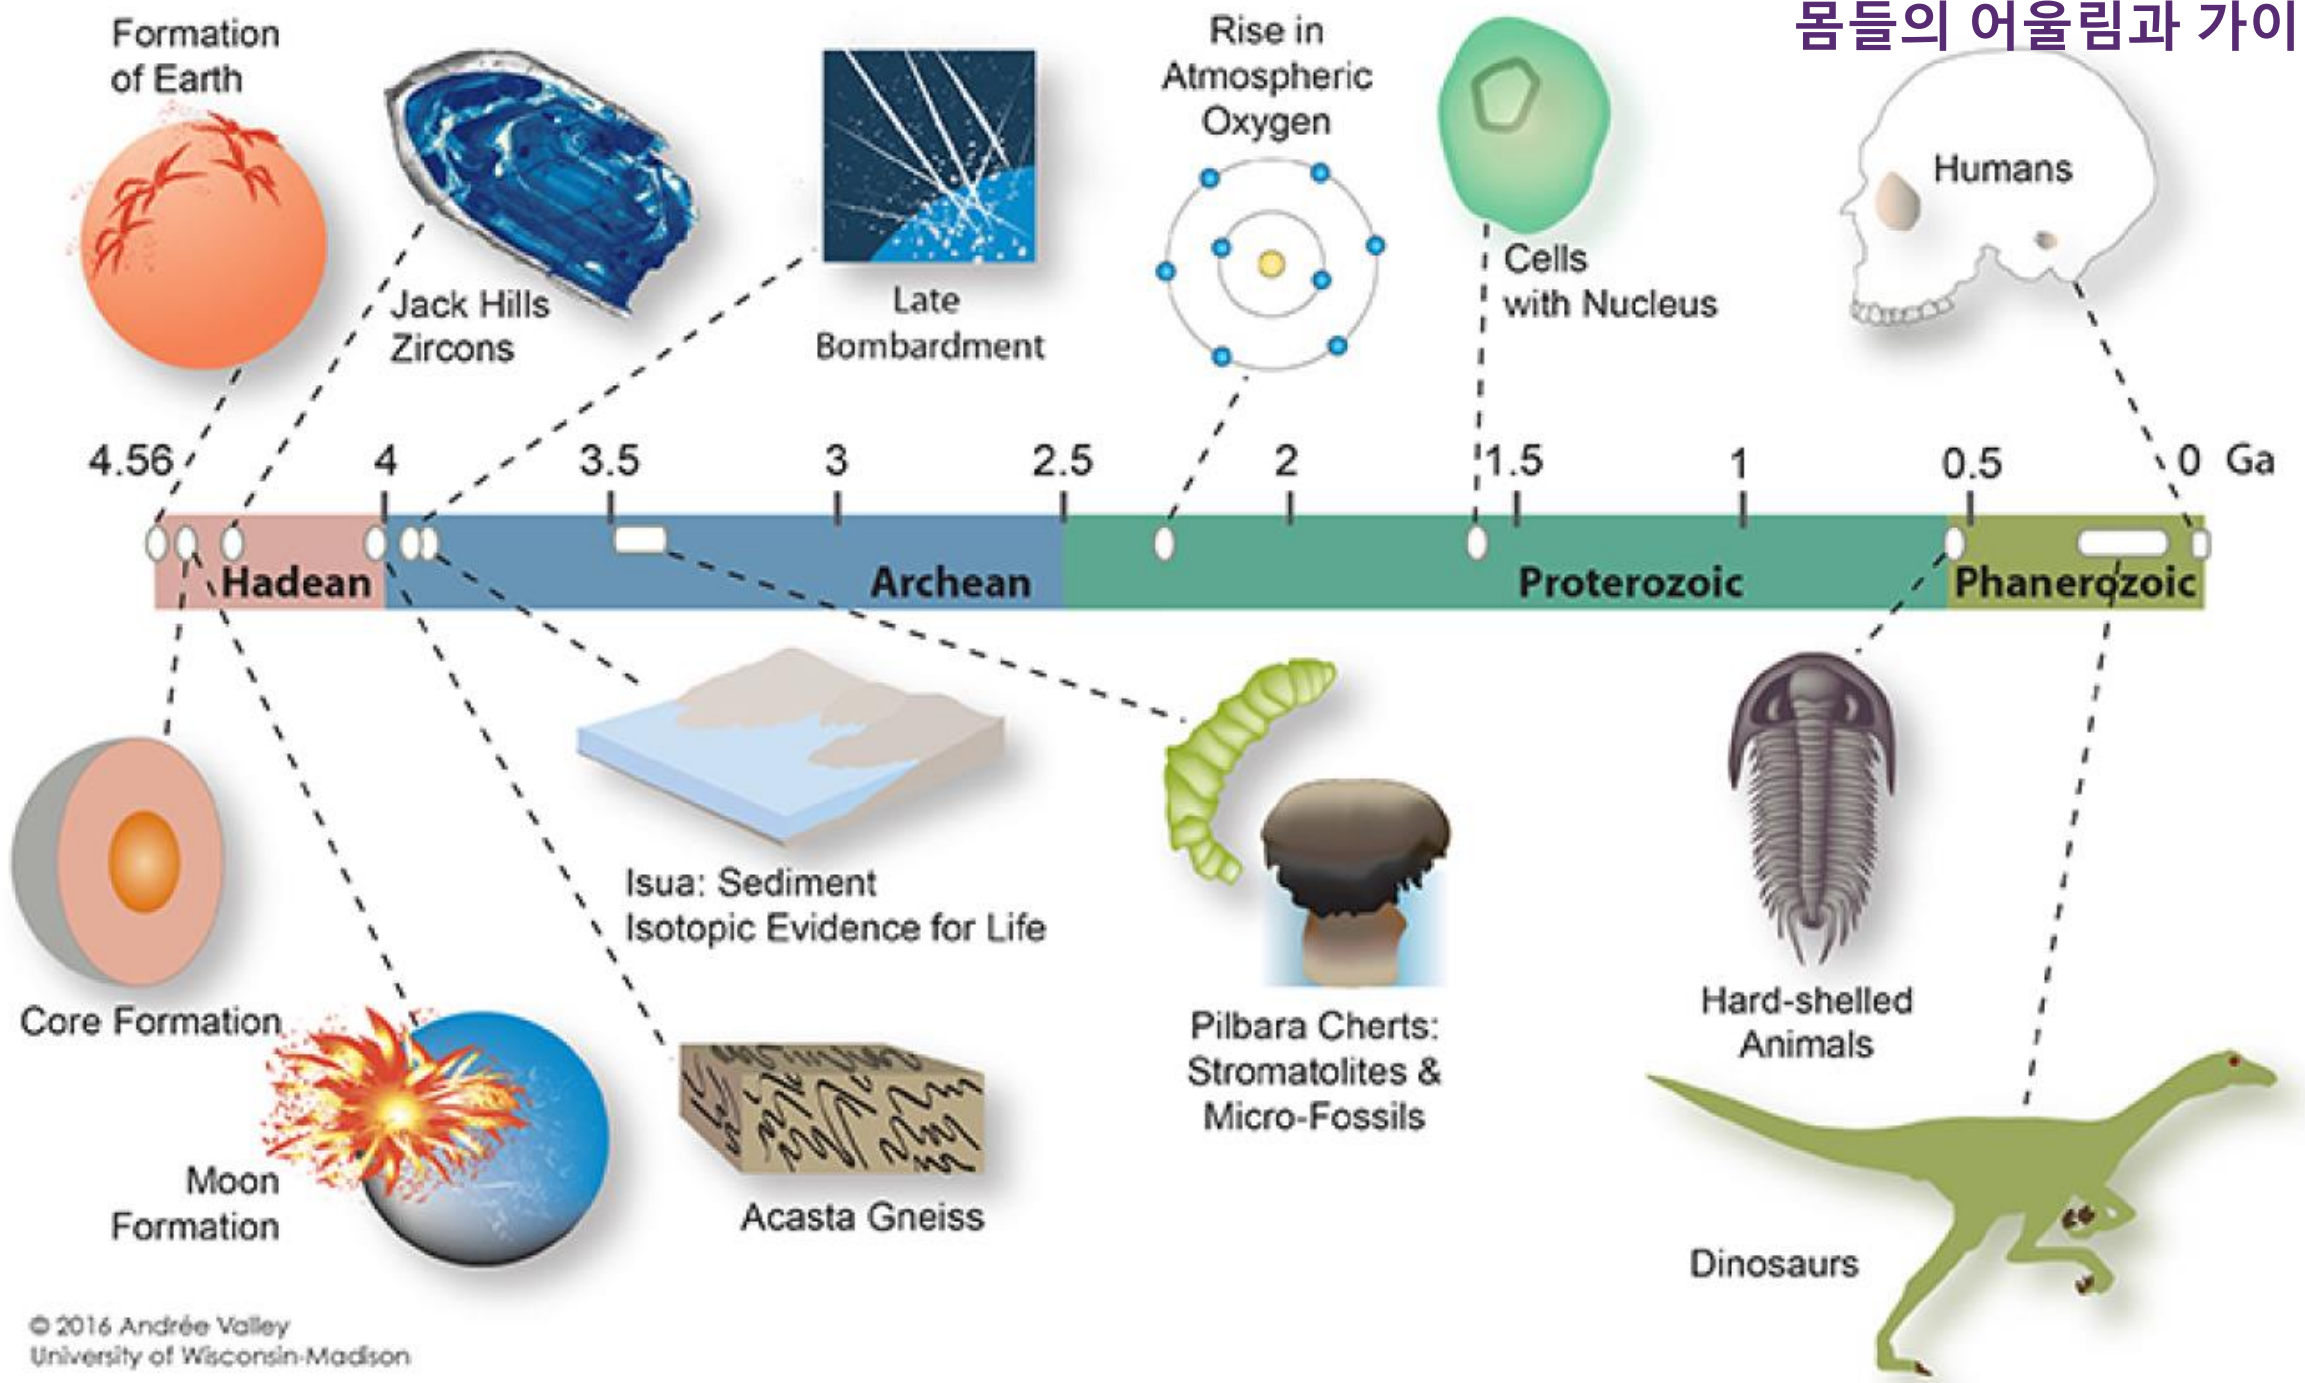 몸들의 어울림과 가이
Formation
of Earth
Jack Hills
Zircons
Late
Bombardment
Rise in
Atmospheric
Oxygen
Cells
with Nucleus
Humans
4.56
4
3.5
3
2.5
2
1.5
1
0.5
0 Ga
Hadean
Archean
Proterozoic
Phanerozoic
Core Formation
Moon
Formation
Isua: Sediment
Isotopic Evidence for Life
Acasta Gneiss
Pilbara Cherts:
Stromatolites &
Micro-Fossils
Hard-shelled
Animals
Dinosaurs
© 2016 Andrée Valley
University of Wisconsin-Madison